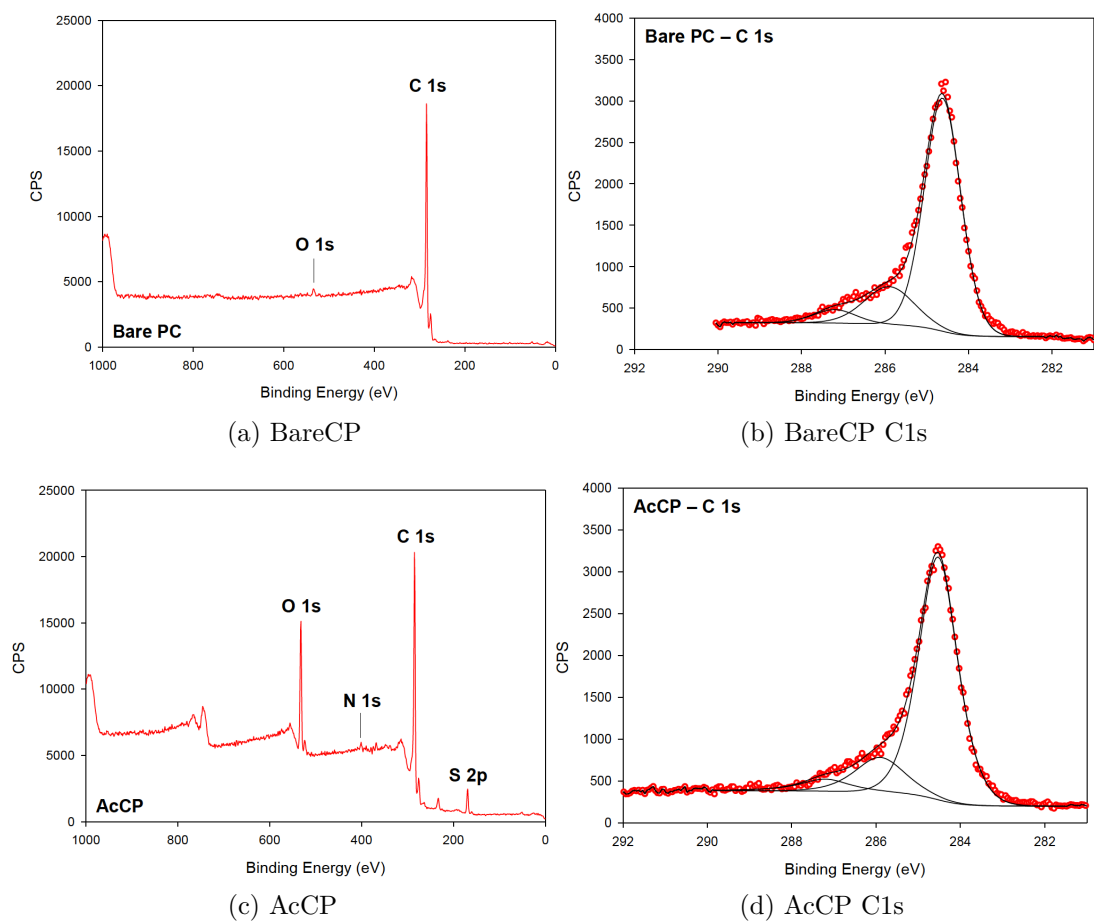 25000
20000
15000
10000
5000
0
CPS
C 1s
O 1s
Bare PC
1000 800 600 400 200 0
Binding Energy (eV)
(a) BareCP
4000
3500
3000
2500
2000
1500
1000
500
0
CPS
Bare PC – C 1s
292 290 288 286 284 282
Binding Energy (eV)
(b) BareCP C1s
25000
20000
15000
10000
5000
0
CPS
C 1s
O 1s
N 1s
S 2p
AcCP
1000 800 600 400 200 0
Binding Energy (eV)
(c) AcCP
4000
3500
3000
2500
2000
1500
1000
500
0
CPS
AcCP – C 1s
292 290 288 286 284 282
Binding Energy (eV)
(d) AcCP C1s